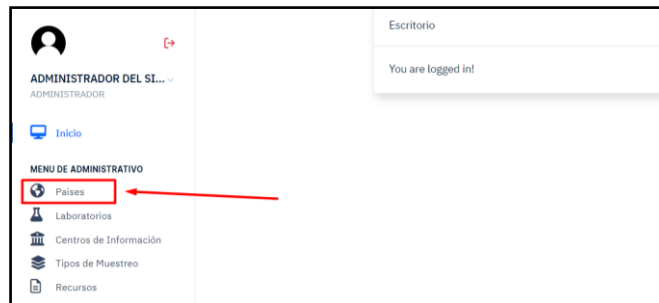 ADMINISTRADOR DEL SI...
ADMINISTRADOR
Inicio
MENU DE ADMINISTRATIVO
Paises
Laboratorios
Centros de Información
Tipos de Muestreo
Recursos
Escritorio
You are logged in!